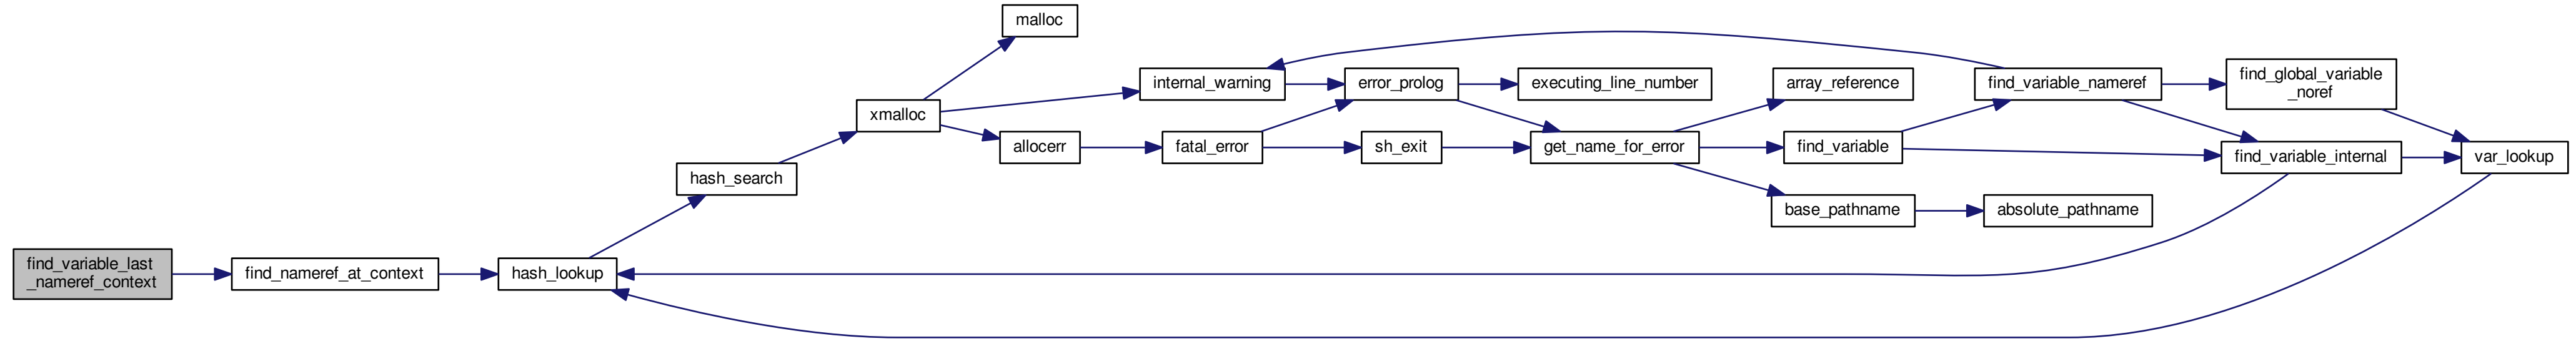 malloc
internal_warning
error_prolog
executing_line_number
array_reference
find_variable_nameref
find_global_variable
_noref
xmalloc
allocerr
fatal_error
sh_exit
get_name_for_error
find_variable
find_variable_internal
var_lookup
hash_search
base_pathname
absolute_pathname
find_variable_last
_nameref_context
find_nameref_at_context
hash_lookup